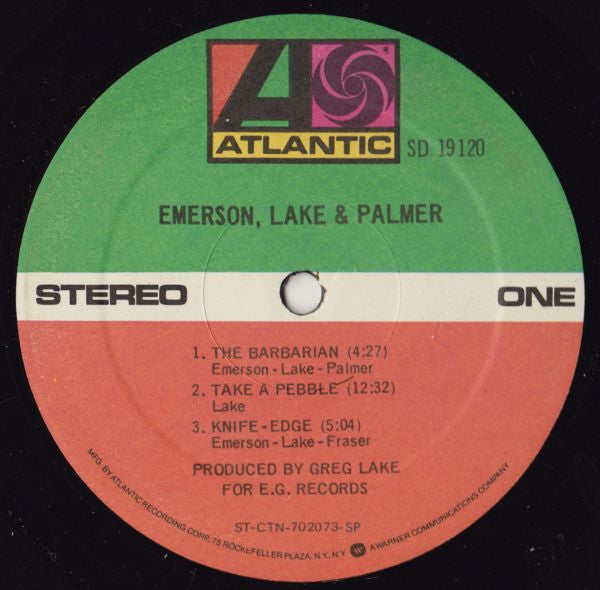 ATLANTIC
SD 19120
EMERSON, LAKE & PALMER
STEREO ONE
1. THE BARBARIAN (4:27)
Emerson - Lake - Palmer
2. TAKE A PEBBLE (12:32)
Lake
3. KNIFE-EDGE (5:04)
Emerson - Lake - Fraser
PRODUCED BY GREG LAKE
FOR E.G. RECORDS
ST-CTN-702073-SP
MFG. BY ATLANTIC RECORDING CORP. 75 ROCKEFELLER PLAZA, N.Y., N.Y. A WARNER COMMUNICATIONS COMPANY